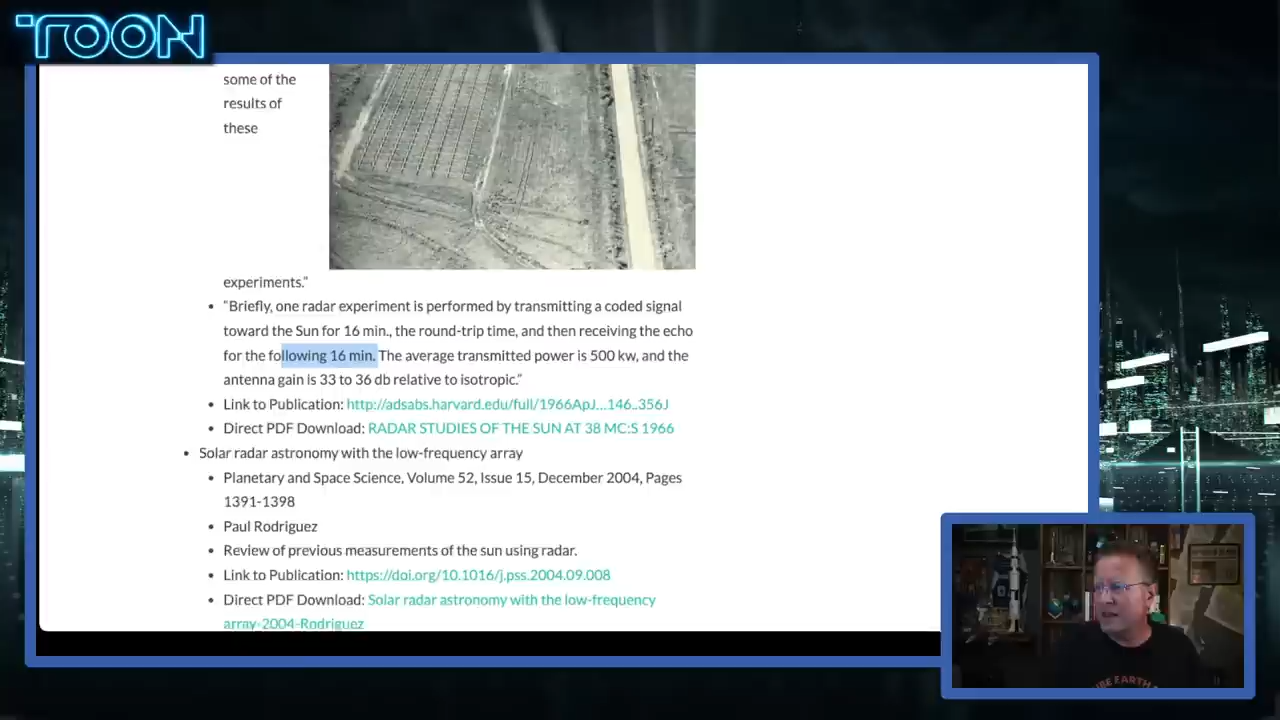 TOON
some of the
results of
these
experiments.”
“Briefly, one radar experiment is performed by transmitting a coded signal
toward the Sun for 16 min., the round-trip time, and then receiving the echo
for the following 16 min. The average transmitted power is 500 kw, and the
antenna gain is 33 to 36 db relative to isotropic.”
Link to Publication: http://adsabs.harvard.edu/full/1966ApJ...146..356J
Direct PDF Download: RADAR STUDIES OF THE SUN AT 38 MC:S 1966
Solar radar astronomy with the low-frequency array
Planetary and Space Science, Volume 52, Issue 15, December 2004, Pages
1391-1398
Paul Rodriguez
Review of previous measurements of the sun using radar.
Link to Publication: https://doi.org/10.1016/j.pss.2004.09.008
Direct PDF Download: Solar radar astronomy with the low-frequency
array-2004-Rodriguez
EARTH